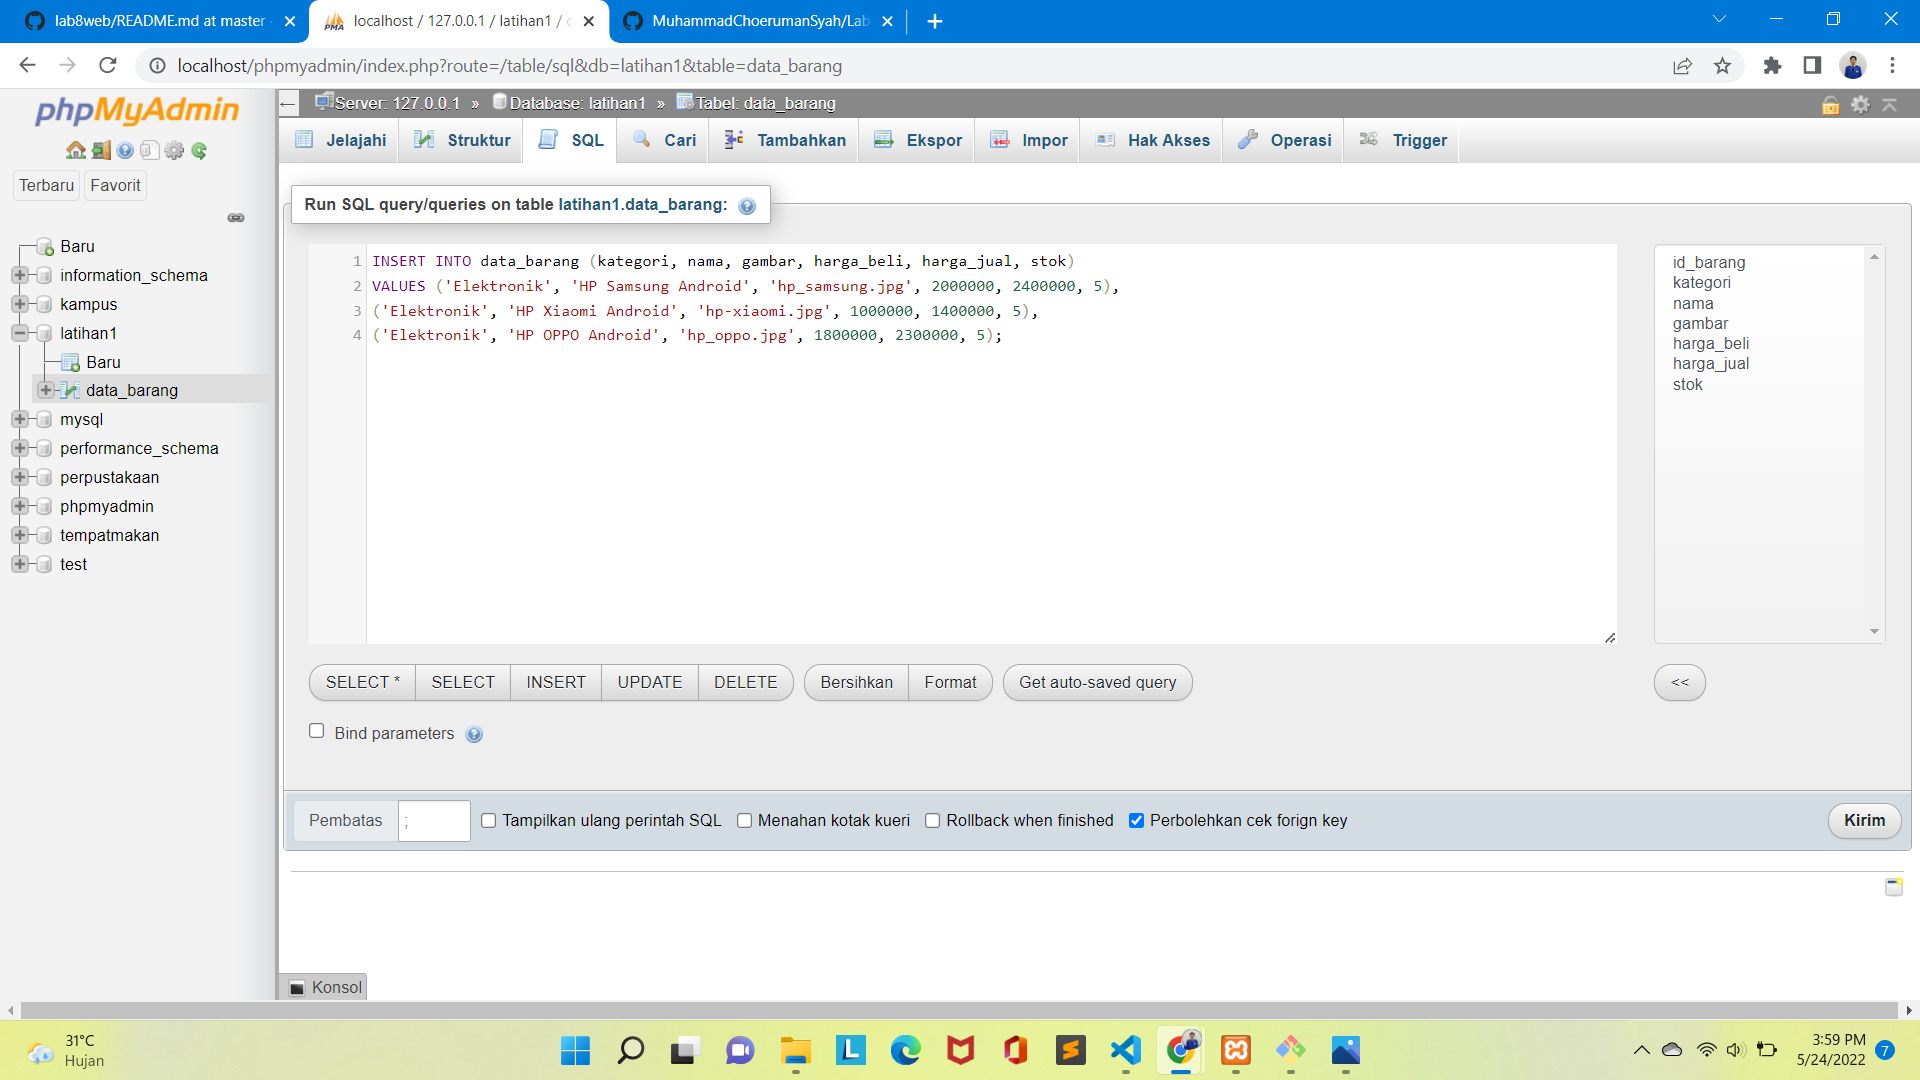 lab8web/README.md at master
localhost / 127.0.0.1 / latihan1 /
MuhammadChoerumanSyah/Lab
localhost/phpmyadmin/index.php?route=/table/sql&db=latihan1&table=data_barang
phpMyAdmin
Terbaru
Favorit
Baru
information_schema
kampus
latihan1
Baru
data_barang
mysql
performance_schema
perpustakaan
phpmyadmin
tempatmakan
test
Server: 127.0.0.1 » Database: latihan1 » Tabel: data_barang
Jelajahi
Struktur
SQL
Cari
Tambahkan
Ekspor
Impor
Hak Akses
Operasi
Trigger
Run SQL query/queries on table latihan1.data_barang:
1 INSERT INTO data_barang (kategori, nama, gambar, harga_beli, harga_jual, stok)
2 VALUES ('Elektronik', 'HP Samsung Android', 'hp_samsung.jpg', 2000000, 2400000, 5),
3 ('Elektronik', 'HP Xiaomi Android', 'hp-xiaomi.jpg', 1000000, 1400000, 5),
4 ('Elektronik', 'HP OPPO Android', 'hp_oppo.jpg', 1800000, 2300000, 5);
id_barang
kategori
nama
gambar
harga_beli
harga_jual
stok
SELECT *
SELECT
INSERT
UPDATE
DELETE
Bersihkan
Format
Get auto-saved query
<<
Bind parameters
Pembatas
;
Tampilkan ulang perintah SQL
Menahan kotak kueri
Rollback when finished
Perbolehkan cek forign key
Kirim
Konsol
31°C
Hujan
3:59 PM
5/24/2022
7